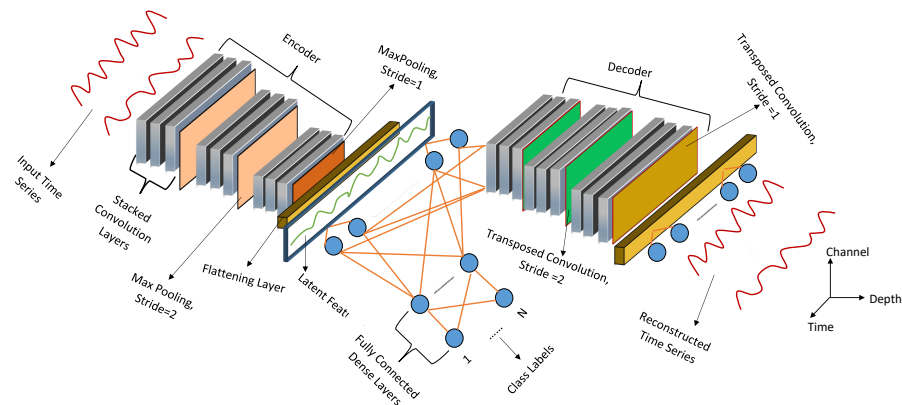 Encoder
MaxPooling,
Stride=1
Decoder
Transposed Convolution,
Stride =1
Input Time
Series
Stacked
Convolution
Layers
Max Pooling,
Stride=2
Flattening Layer
Latent
Transposed Convolution,
Stride =2
Fully Connected
Dense Layers
1
......
N
Class Labels
Reconstructed
Time Series
Channel
Depth
Time